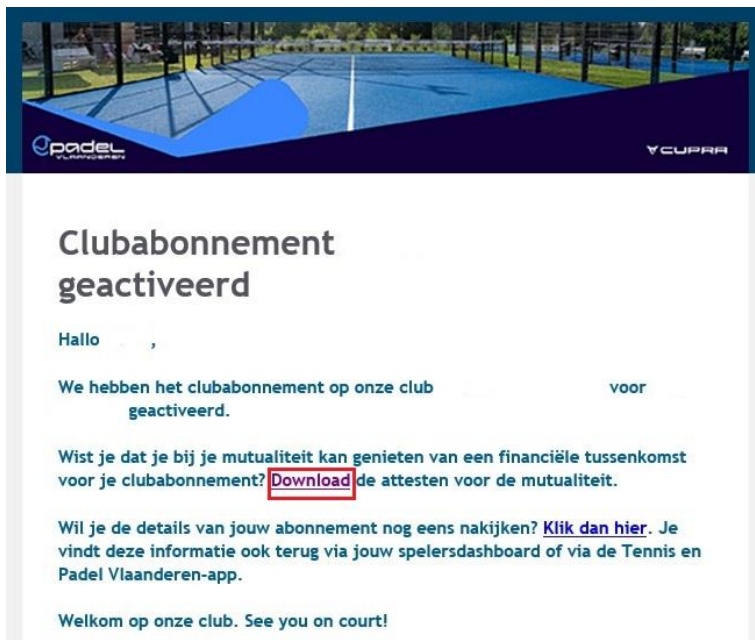 padel
VLAANDEREN
CUPRA
Clubabonnement
geactiveerd
Hallo ,
We hebben het clubabonnement op onze club voor
geactiveerd.
Wist je dat je bij je mutualiteit kan genieten van een financiële tussenkomst
voor je clubabonnement? Download de attesten voor de mutualiteit.
Wil je de details van jouw abonnement nog eens nakijken? Klik dan hier. Je
vindt deze informatie ook terug via jouw spelersdashboard of via de Tennis en
Padel Vlaanderen-app.
Welkom op onze club. See you on court!